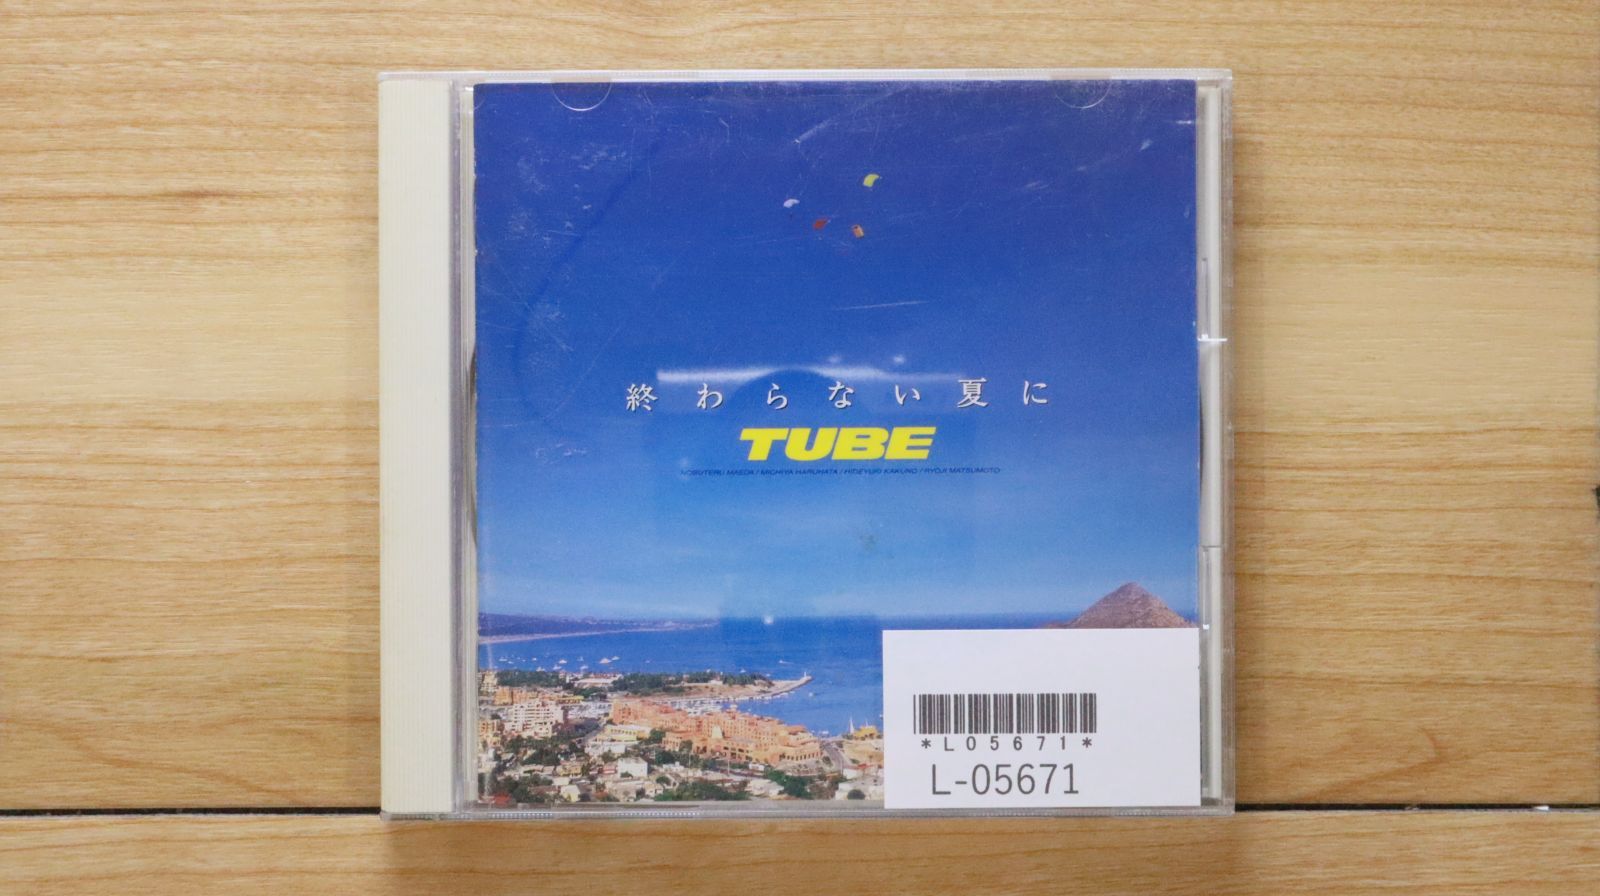 終わらない夏に
TUBE
NOBUTERU MAEDA / MICHIYA HARUHATA / HIDEYUKI KAKUNO / RYOJI MATSUMOTO
*L05671*
L-05671